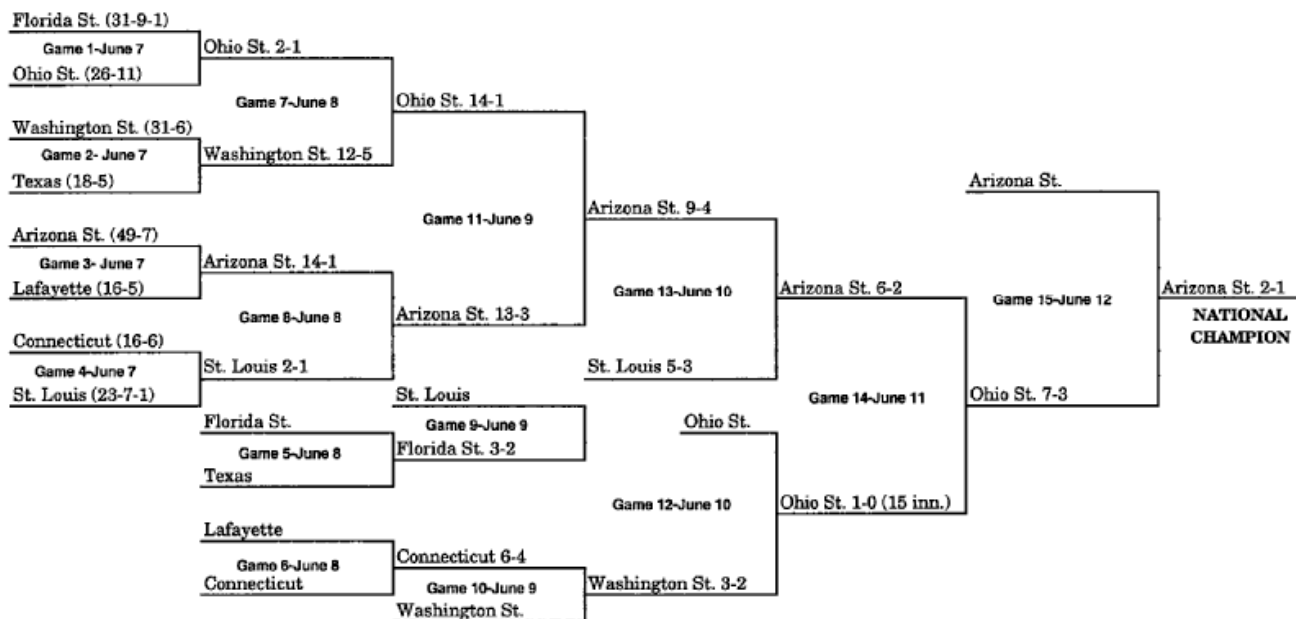 Florida St. (31-9-1)
Game 1-June 7
Ohio St. 2-1
Ohio St. (26-11)
Game 7-June 8
Ohio St. 14-1
Washington St. (31-6)
Game 2- June 7
Washington St. 12-5
Texas (18-5)
Arizona St.
Game 11-June 9
Arizona St. 9-4
Arizona St. (49-7)
Game 3- June 7
Arizona St. 14-1
Lafayette (16-5)
Game 13-June 10
Arizona St. 6-2
Game 15-June 12
Arizona St. 2-1
NATIONAL
CHAMPION
Game 8-June 8
Arizona St. 13-3
Connecticut (16-6)
Game 4-June 7
St. Louis 2-1
St. Louis 5-3
St. Louis (23-7-1)
St. Louis
Game 14-June 11
Ohio St. 7-3
Florida St.
Game 9-June 9
Ohio St.
Game 5-June 8
Florida St. 3-2
Texas
Game 12-June 10
Ohio St. 1-0 (15 inn.)
Lafayette
Game 6-June 8
Connecticut 6-4
Connecticut
Game 10-June 9
Washington St. 3-2
Washington St.